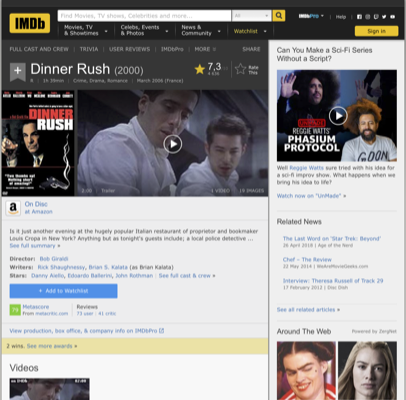 IMDb
Find Movies, TV shows, Celebrities and more...
All
IMDbPro
Help
Movies, TV
& Showtimes
Celebs, Events
& Photos
News &
Community
Watchlist
Sign in
FULL CAST AND CREW | TRIVIA | USER REVIEWS | IMDbPro | MORE
SHARE
Dinner Rush (2000)
7,3
Rate
This
1h 39min | Crime, Drama, Romance | March 2006 (France)
DINNER
RUSH
Trailer
1 VIDEO
19 IMAGES
On Disc
at Amazon
Is it just another evening at the hugely popular Italian restaurant of proprietor and bookmaker
Louis Cropa in New York? Anything but as tonight's guests include; a local police detective ...
See full summary »
Director: Bob Giraldi
Writers: Rick Shaughnessy, Brian S. Kalata (as Brian Kalata)
Stars: Danny Aiello, Edoardo Ballerini, John Rothman | See full cast & crew »
+ Add to Watchlist
Metascore
From metacritic.com
Reviews
73 user | 41 critic
View production, box office, & company info on IMDbPro
2 wins. See more awards »
Videos
Can You Make a Sci-Fi Series
Without a Script?
REGGIE WATTS'
PHASIUM
PROTOCOL
Well Reggie Watts sure tried with his idea for
a sci-fi improv show. What happens when we
bring his idea to life?
Watch now on "UnMade" »
Related News
The Last Word on 'Star Trek: Beyond'
26 April 2018 | Age of the Nerd
Chef – The Review
22 May 2014 | WeAreMovieGeeks.com
Interview: Theresa Russell of Track 29
17 February 2012 | Disc Dish
See all related articles »
Around The Web
Powered by ZergNet